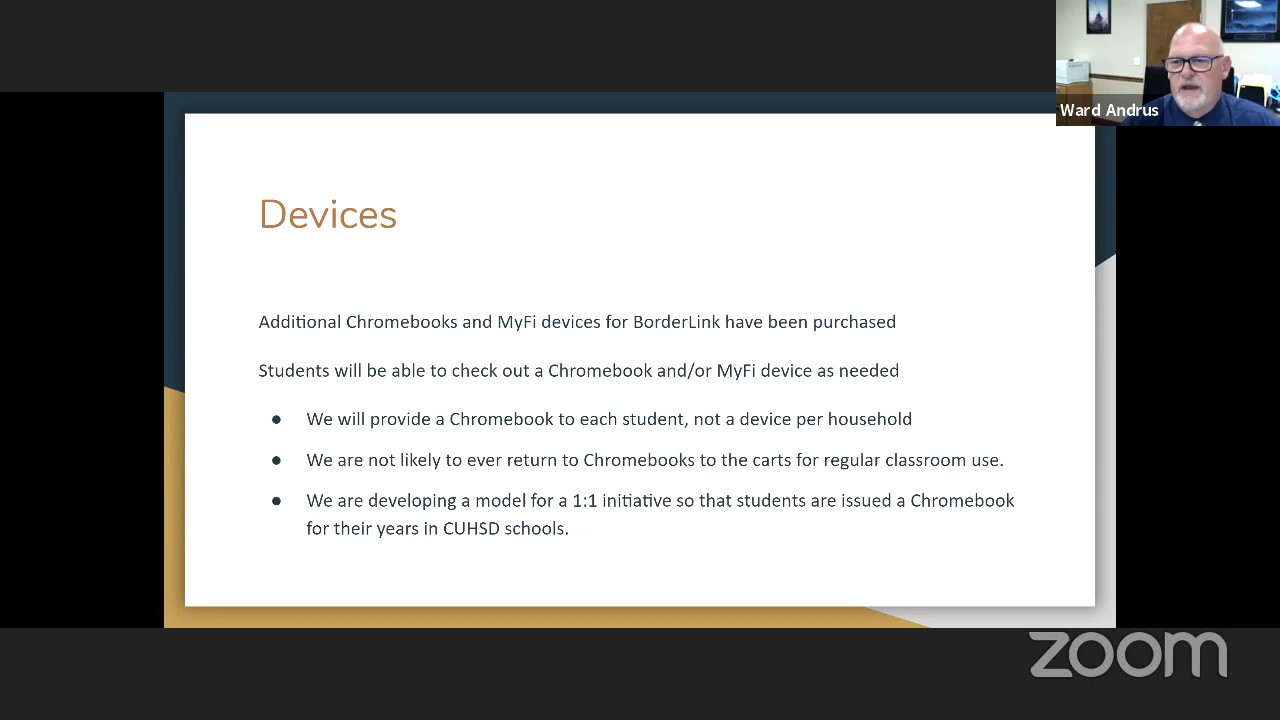 Ward Andrus
Devices
Additional Chromebooks and MyFi devices for BorderLink have been purchased
Students will be able to check out a Chromebook and/or MyFi device as needed
● We will provide a Chromebook to each student, not a device per household
● We are not likely to ever return to Chromebooks to the carts for regular classroom use.
● We are developing a model for a 1:1 initiative so that students are issued a Chromebook
for their years in CUHSD schools.
zoom